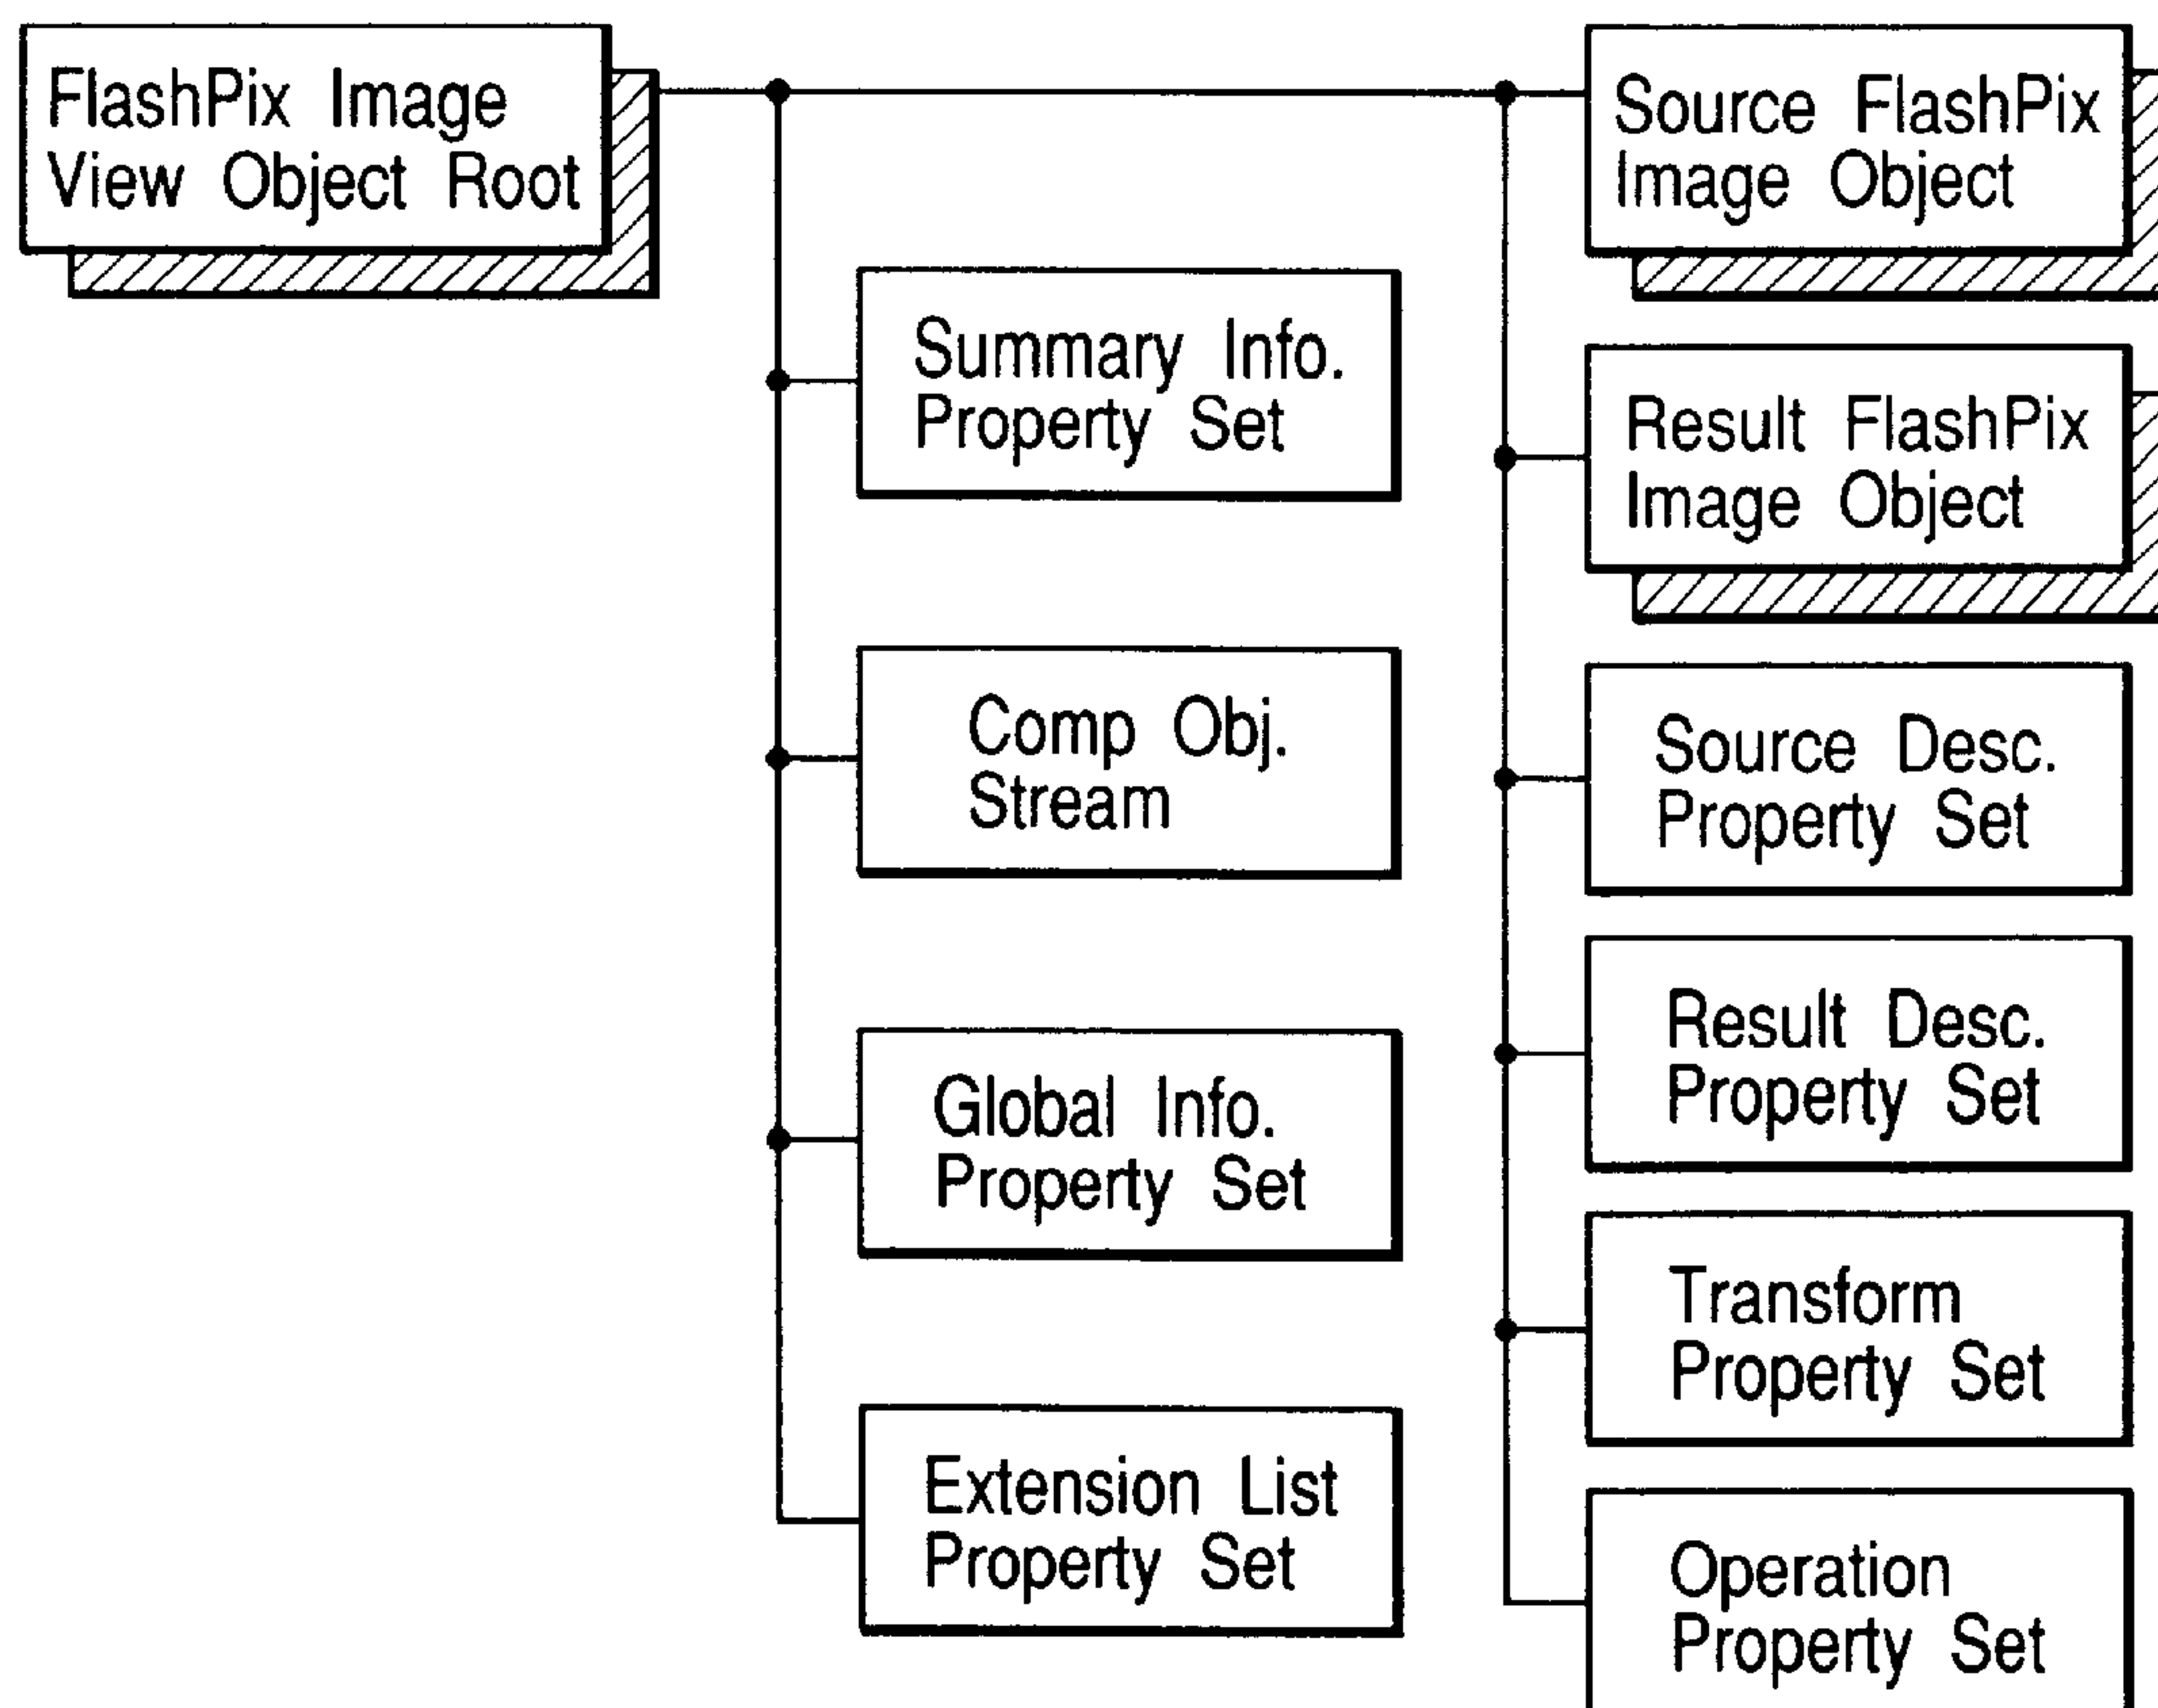 FlashPix Image
View Object Root
Summary Info.
Property Set
Comp Obj.
Stream
Global Info.
Property Set
Extension List
Property Set
Source FlashPix
Image Object
Result FlashPix
Image Object
Source Desc.
Property Set
Result Desc.
Property Set
Transform
Property Set
Operation
Property Set